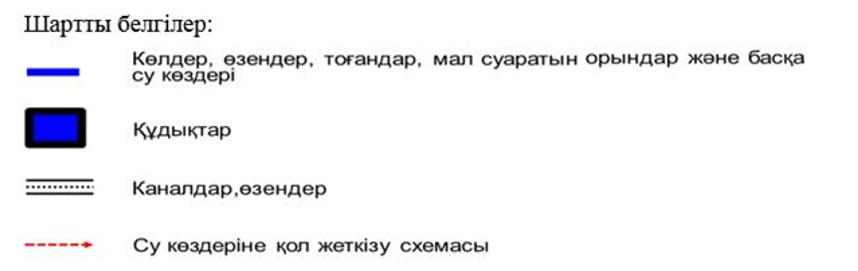 Шартты белгілер:
Көлдер, өзендер, тоғандар, мал суаратын орындар және басқа
су көздері
Құдықтар
Каналдар,өзендер
Су көздеріне қол жеткізу схемасы